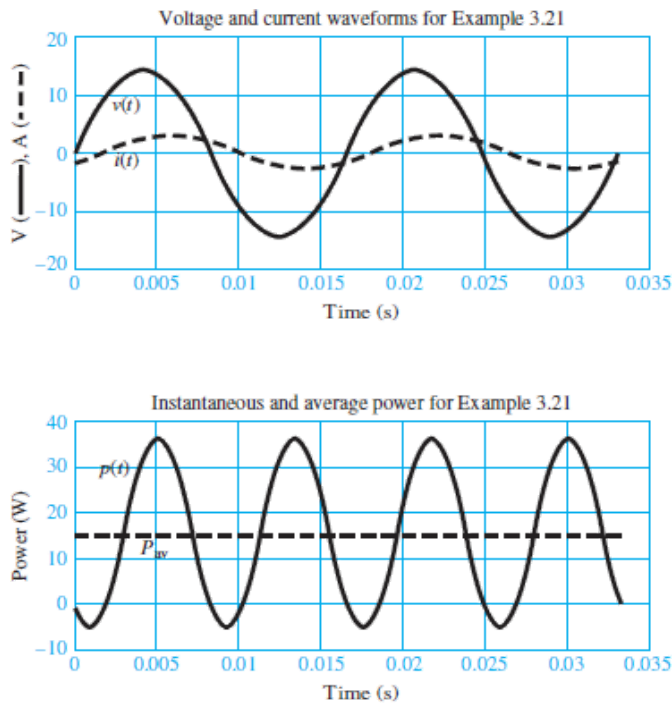 Voltage and current waveforms for Example 3.21
V (——), A (- - -)
20
10
0
−10
−20
v(t)
i(t)
0 0.005 0.01 0.015 0.02 0.025 0.03 0.035
Time (s)
Instantaneous and average power for Example 3.21
Power (W)
40
30
20
10
0
−10
p(t)
Pav
0 0.005 0.01 0.015 0.02 0.025 0.03 0.035
Time (s)